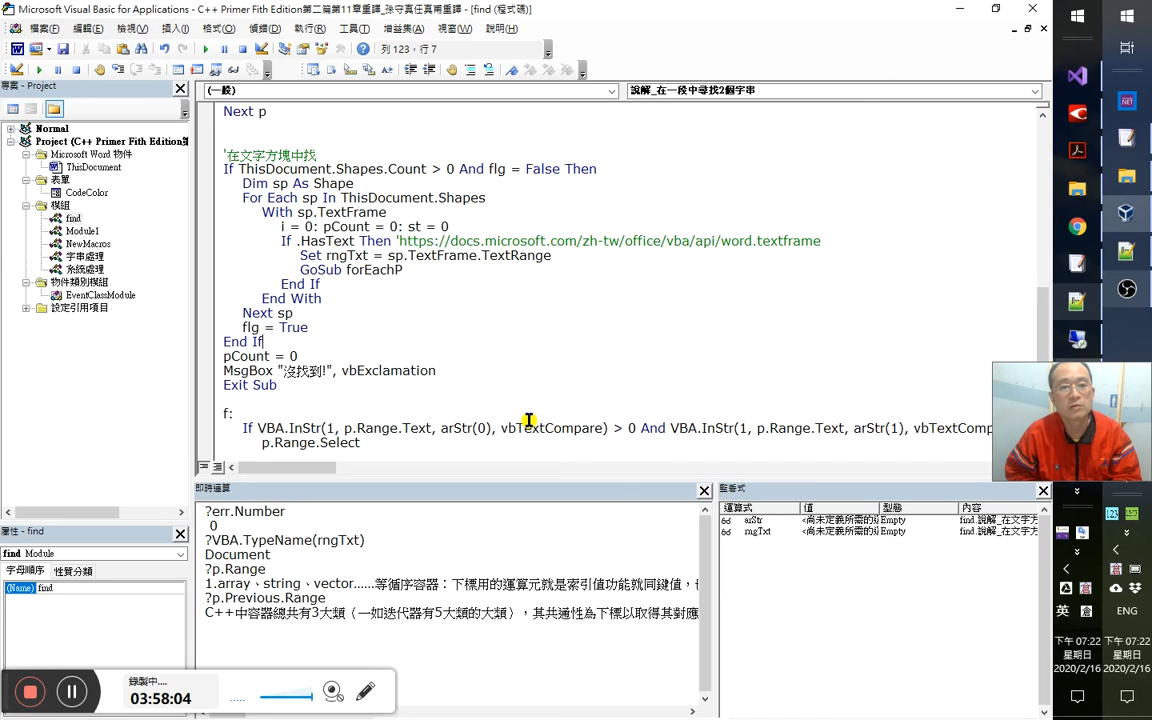 Microsoft Visual Basic for Applications - C++ Primer Fith Edition第二篇第11章重譯_孫守真任真甫重譯 - [find (程式碼)]
檔案(F) 編輯(E) 檢視(V) 插入(I) 格式(O) 偵錯(D) 執行(R) 工具(T) 增益集(A) 視窗(W) 說明(H)
列 123，行 7
專案 - Project
(一般)
說明_在一段中尋找2個字串
Normal
Project (C++ Primer Fith Edition第
Microsoft Word 物件
ThisDocument
表單
CodeColor
模組
find
Module1
NewMacros
字串處理
系統處理
物件類別模組
EventClassModule
設定引用項目
Next p
'在文字方塊中找
If ThisDocument.Shapes.Count > 0 And flg = False Then
Dim sp As Shape
For Each sp In ThisDocument.Shapes
With sp.TextFrame
i = 0: pCount = 0: st = 0
If .HasText Then 'https://docs.microsoft.com/zh-tw/office/vba/api/word.textframe
Set rngTxt = sp.TextFrame.TextRange
GoSub forEachP
End If
End With
Next sp
flg = True
End If
pCount = 0
MsgBox "沒找到!", vbExclamation
Exit Sub
f:
If VBA.InStr(1, p.Range.Text, arStr(0), vbTextCompare) > 0 And VBA.InStr(1, p.Range.Text, arStr(1), vbTextComp
p.Range.Select
屬性 - find
find Module
字母順序 性質分類
(Name) find
即時運算
?err.Number
0
?VBA.TypeName(rngTxt)
Document
?p.Range
1.array、string、vector......等循序容器：下標用的運算元就是索引值功能就同鍵值，
?p.Previous.Range
C++中容器總共有3大類（一如迭代器有5大類的大類），其共通性為下標以取得其對應
監看式
運算式 值 型態 內容
arStr <尚未定義所需的 Empty find.說解_在文字方
rngTxt <尚未定義所需的 Empty find.說解_在文字方
錄製中....
03:58:04
英
ENG
下午 07:22 下午 07:22
星期日 星期日
2020/2/16 2020/2/16